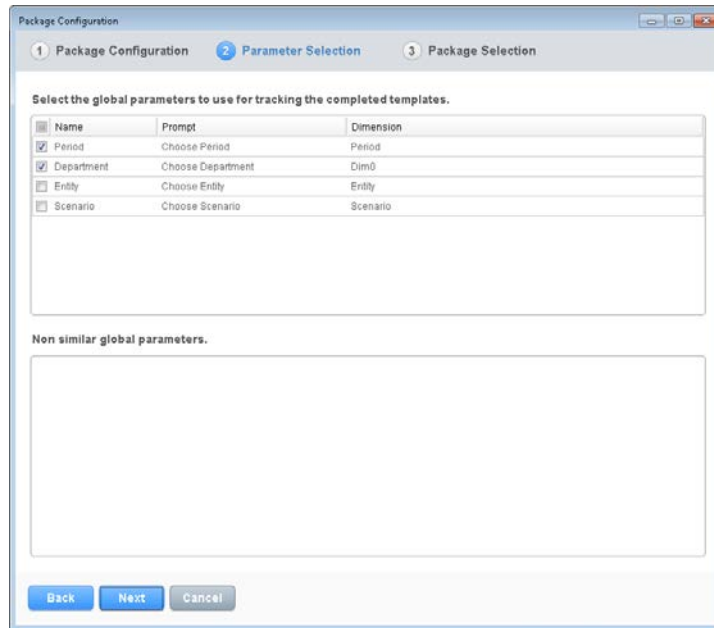 Package Configuration
1 Package Configuration 2 Parameter Selection 3 Package Selection
Select the global parameters to use for tracking the completed templates.
Name Prompt Dimension
Period Choose Period Period
Department Choose Department Dim0
Entity Choose Entity Entity
Scenario Choose Scenario Scenario
Non similar global parameters.
Back Next Cancel